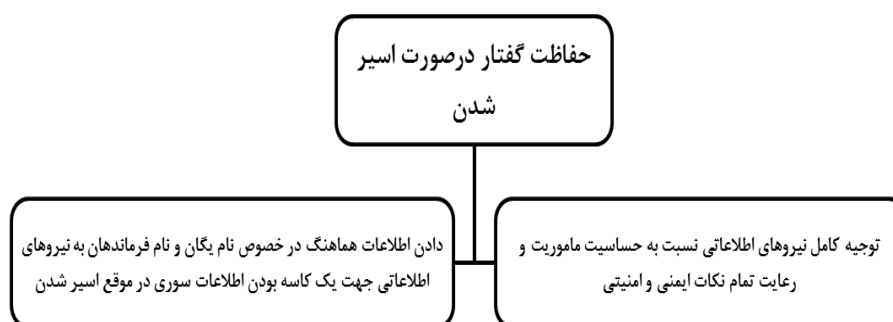 حفاظت گفتار درصورت اسیر
شدن
توجیه کامل نیروهای اطلاعاتی نسبت به حساسیت ماموریت و
رعایت تمام نکات ایمنی و امنیتی
دادن اطلاعات هماهنگ در خصوص نام یگان و نام فرماندهان به نیروهای
اطلاعاتی جهت یک کاسه بودن اطلاعات سوری در موقع اسیر شدن